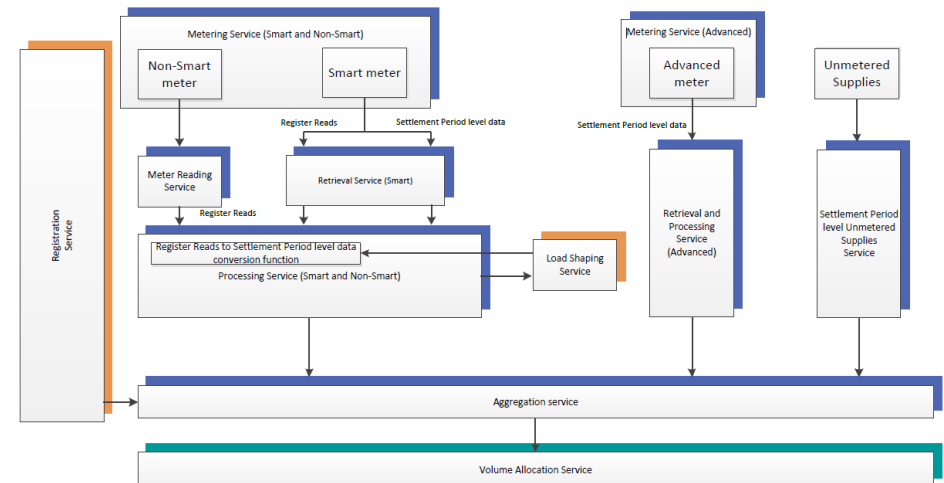 Metering Service (Smart and Non-Smart)
Non-Smart
meter
Smart meter
Metering Service (Advanced)
Advanced
meter
Unmetered
Supplies
Register Reads
Settlement Period level data
Settlement Period level data
Registration
Service
Meter Reading
Service
Retrieval Service (Smart)
Register Reads
Retrieval and
Processing
Service
(Advanced)
Settlement Period
level Unmetered
Supplies
Service
Register Reads to Settlement Period level data
conversion function
Processing Service (Smart and Non-Smart)
Load Shaping
Service
Aggregation service
Volume Allocation Service